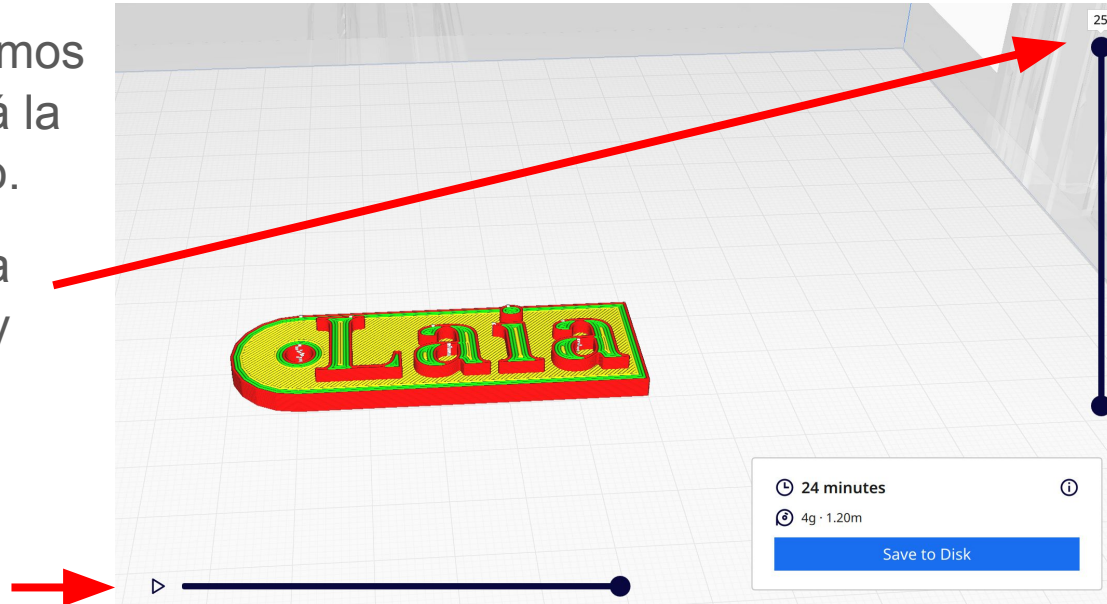 mos
á la
o.
a
y
25
Laia
24 minutes
4g · 1.20m
Save to Disk